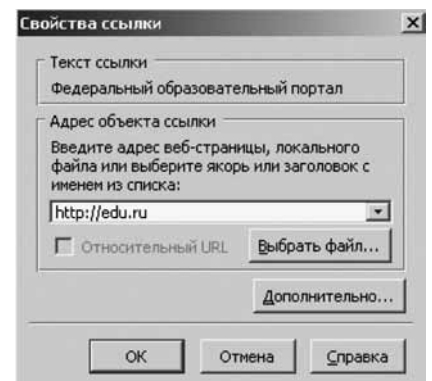 Свойства ссылки
Текст ссылки
Федеральный образовательный портал
Адрес объекта ссылки
Введите адрес веб-страницы, локального
файла или выберите якорь или заголовок с
именем из списка:
http://edu.ru
Относительный URL
Выбрать файл...
Дополнительно...
OK
Отмена
Справка